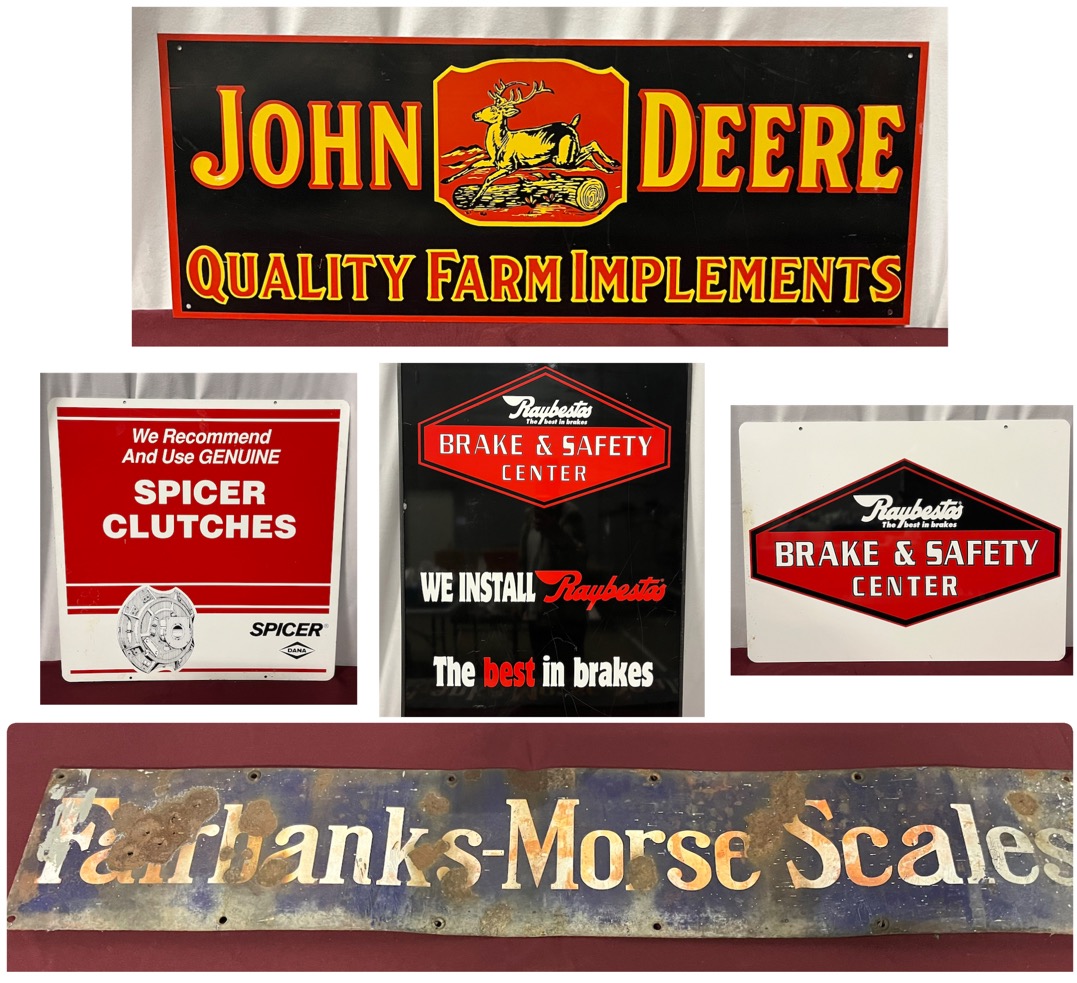 JOHN DEERE
QUALITY FARM IMPLEMENTS
We Recommend
And Use GENUINE
SPICER
CLUTCHES
SPICER®
DANA
Raybestos
The best in brakes
BRAKE & SAFETY
CENTER
WE INSTALL Raybestos
The best in brakes
Raybestos
The best in brakes
BRAKE & SAFETY
CENTER
Fairbanks-Morse Scales